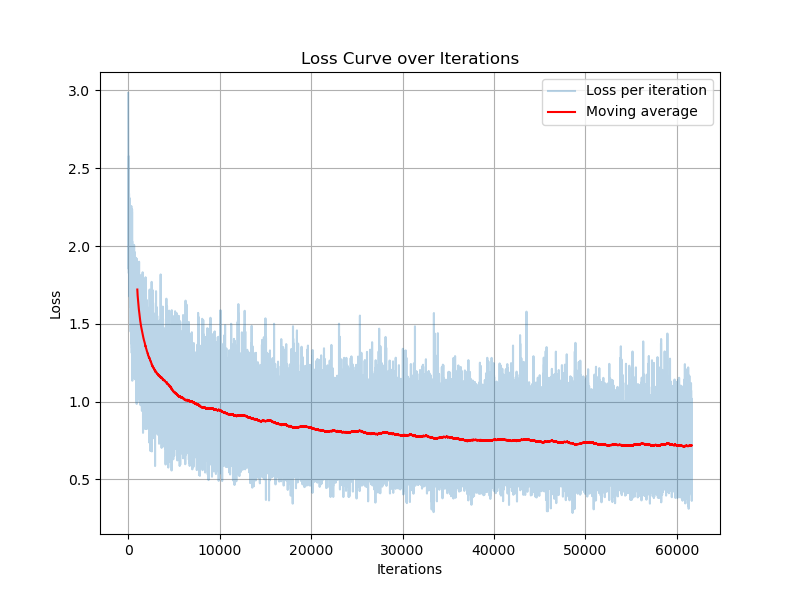 Loss Curve over Iterations
Loss per iteration
Moving average
3.0
2.5
2.0
1.5
1.0
0.5
Loss
0 10000 20000 30000 40000 50000 60000
Iterations